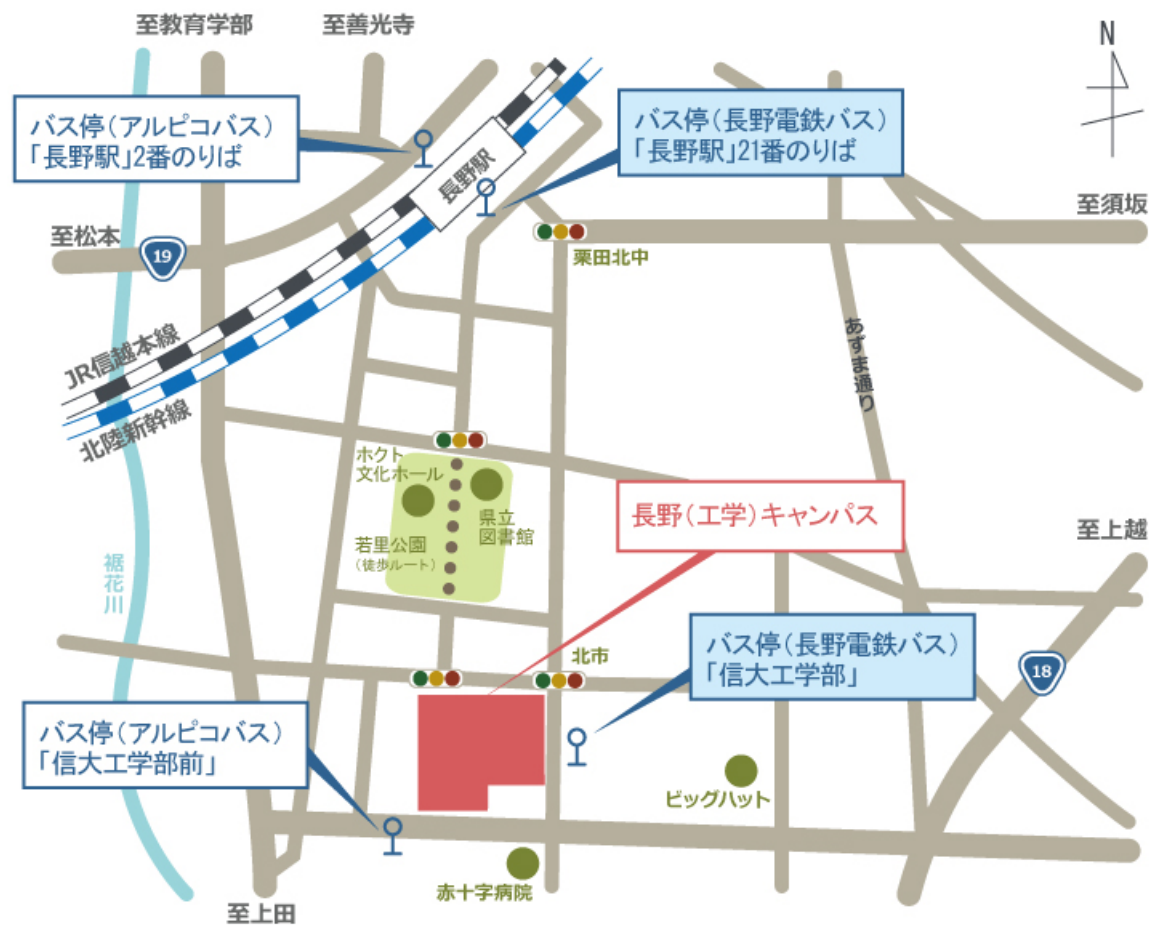 至教育学部
至善光寺
N
バス停(アルピコバス)
「長野駅」2番のりば
長野駅
バス停(長野電鉄バス)
「長野駅」21番のりば
至須坂
至松本
19
栗田北中
JR信越本線
北陸新幹線
あずま通り
ホクト
文化ホール
県立
図書館
若里公園
(徒歩ルート)
長野(工学)キャンパス
至上越
裾花川
北市
バス停(長野電鉄バス)
「信大工学部」
18
バス停(アルピコバス)
「信大工学部前」
ビッグハット
赤十字病院
至上田